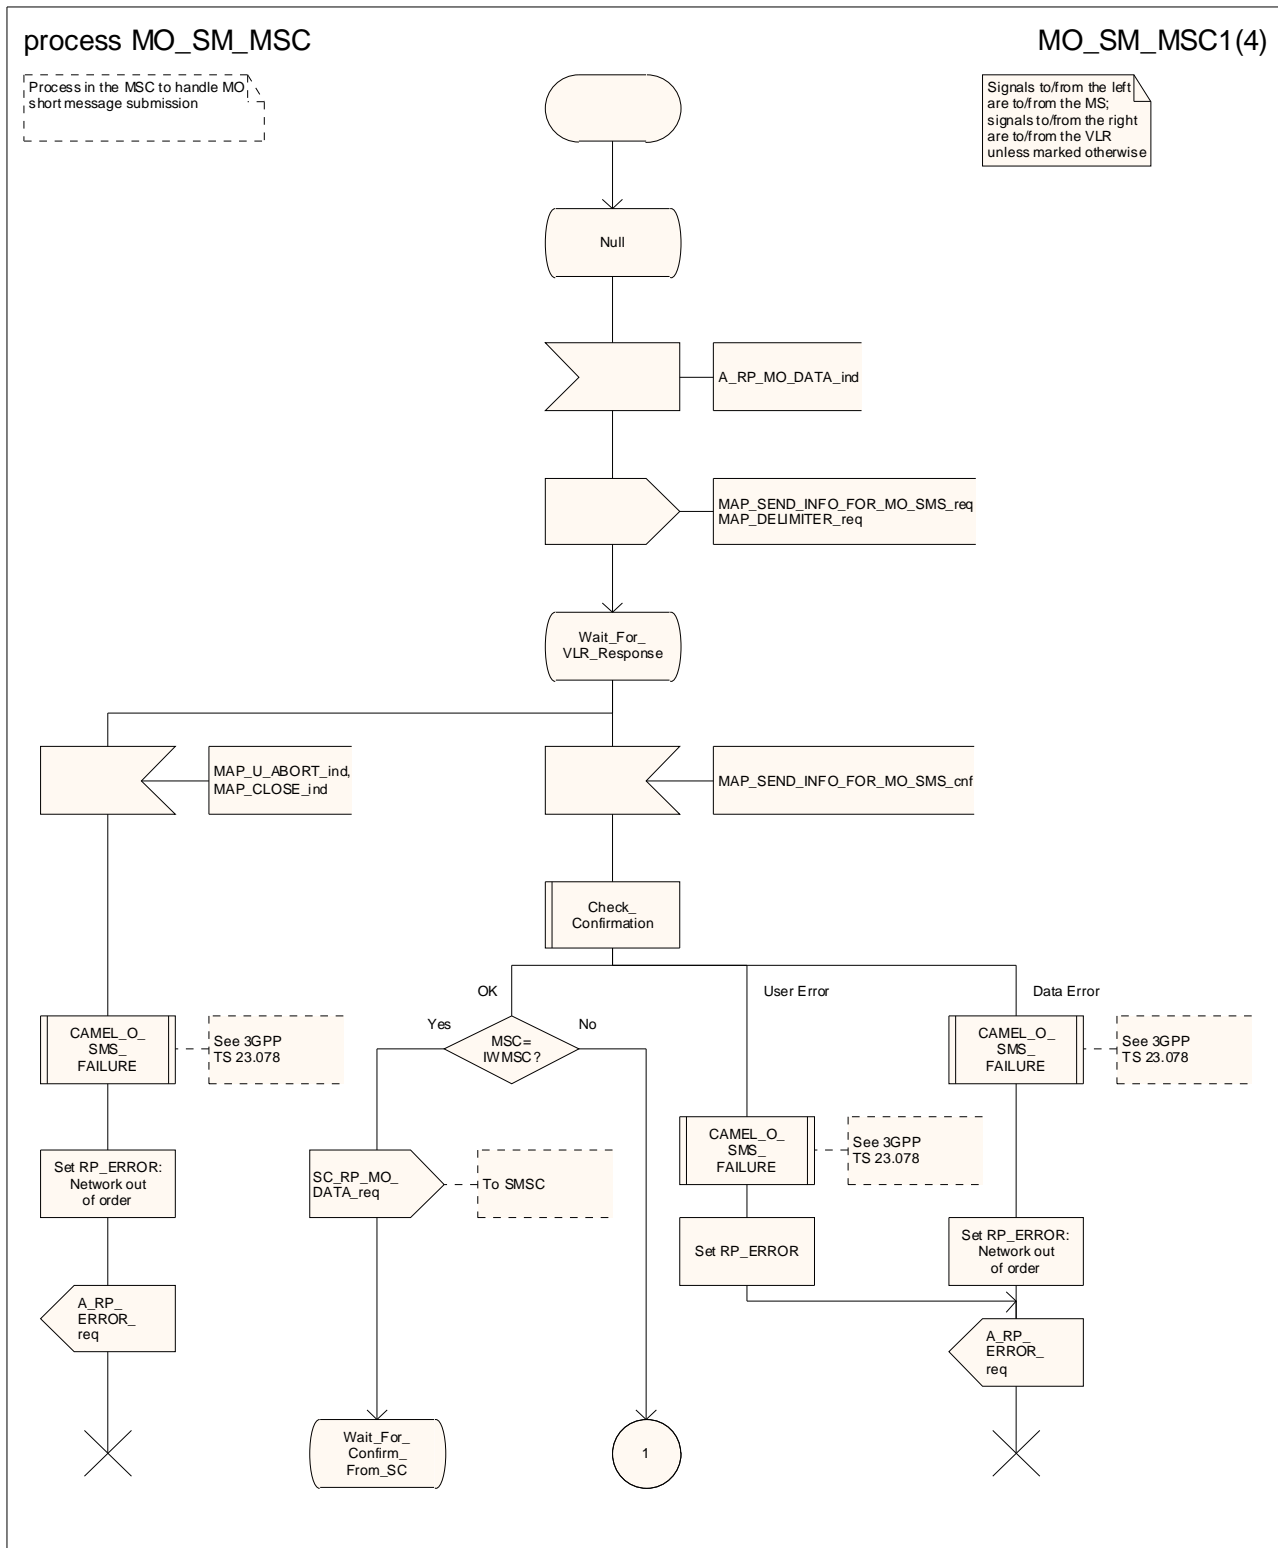 process MO_SM_MSC
MO_SM_MSC1(4)
Process in the MSC to handle MO
short message submission
Signals to/from the left
are to/from the MS;
signals to/from the right
are to/from the VLR
unless marked otherwise
Null
A_RP_MO_DATA_ind
MAP_SEND_INFO_FOR_MO_SMS_req
MAP_DELIMITER_req
Wait_For_
VLR_Response
MAP_U_ABORT_ind,
MAP_CLOSE_ind
MAP_SEND_INFO_FOR_MO_SMS_cnf
Check_
Confirmation
OK
User Error
Data Error
Yes
No
CAMEL_O_
SMS_
FAILURE
See 3GPP
TS 23.078
MSC=
IWMSC?
CAMEL_O_
SMS_
FAILURE
See 3GPP
TS 23.078
CAMEL_O_
SMS_
FAILURE
See 3GPP
TS 23.078
Set RP_ERROR:
Network out
of order
SC_RP_MO_
DATA_req
To SMSC
Set RP_ERROR
Set RP_ERROR:
Network out
of order
A_RP_
ERROR_
req
A_RP_
ERROR_
req
Wait_For_
Confirm_
From_SC
1